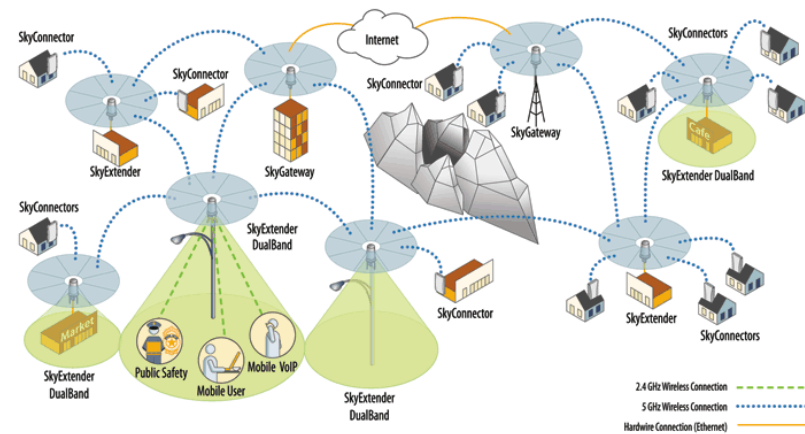 SkyConnector
SkyConnector
SkyExtender
SkyGateway
Internet
SkyConnector
SkyGateway
SkyConnectors
Cafe
SkyExtender DualBand
SkyConnectors
Market
SkyExtender
DualBand
SkyExtender
DualBand
Public Safety
Mobile User
Mobile VoIP
SkyExtender
DualBand
SkyConnector
SkyExtender
SkyConnectors
2.4 GHz Wireless Connection
5 GHz Wireless Connection
Hardwire Connection (Ethernet)